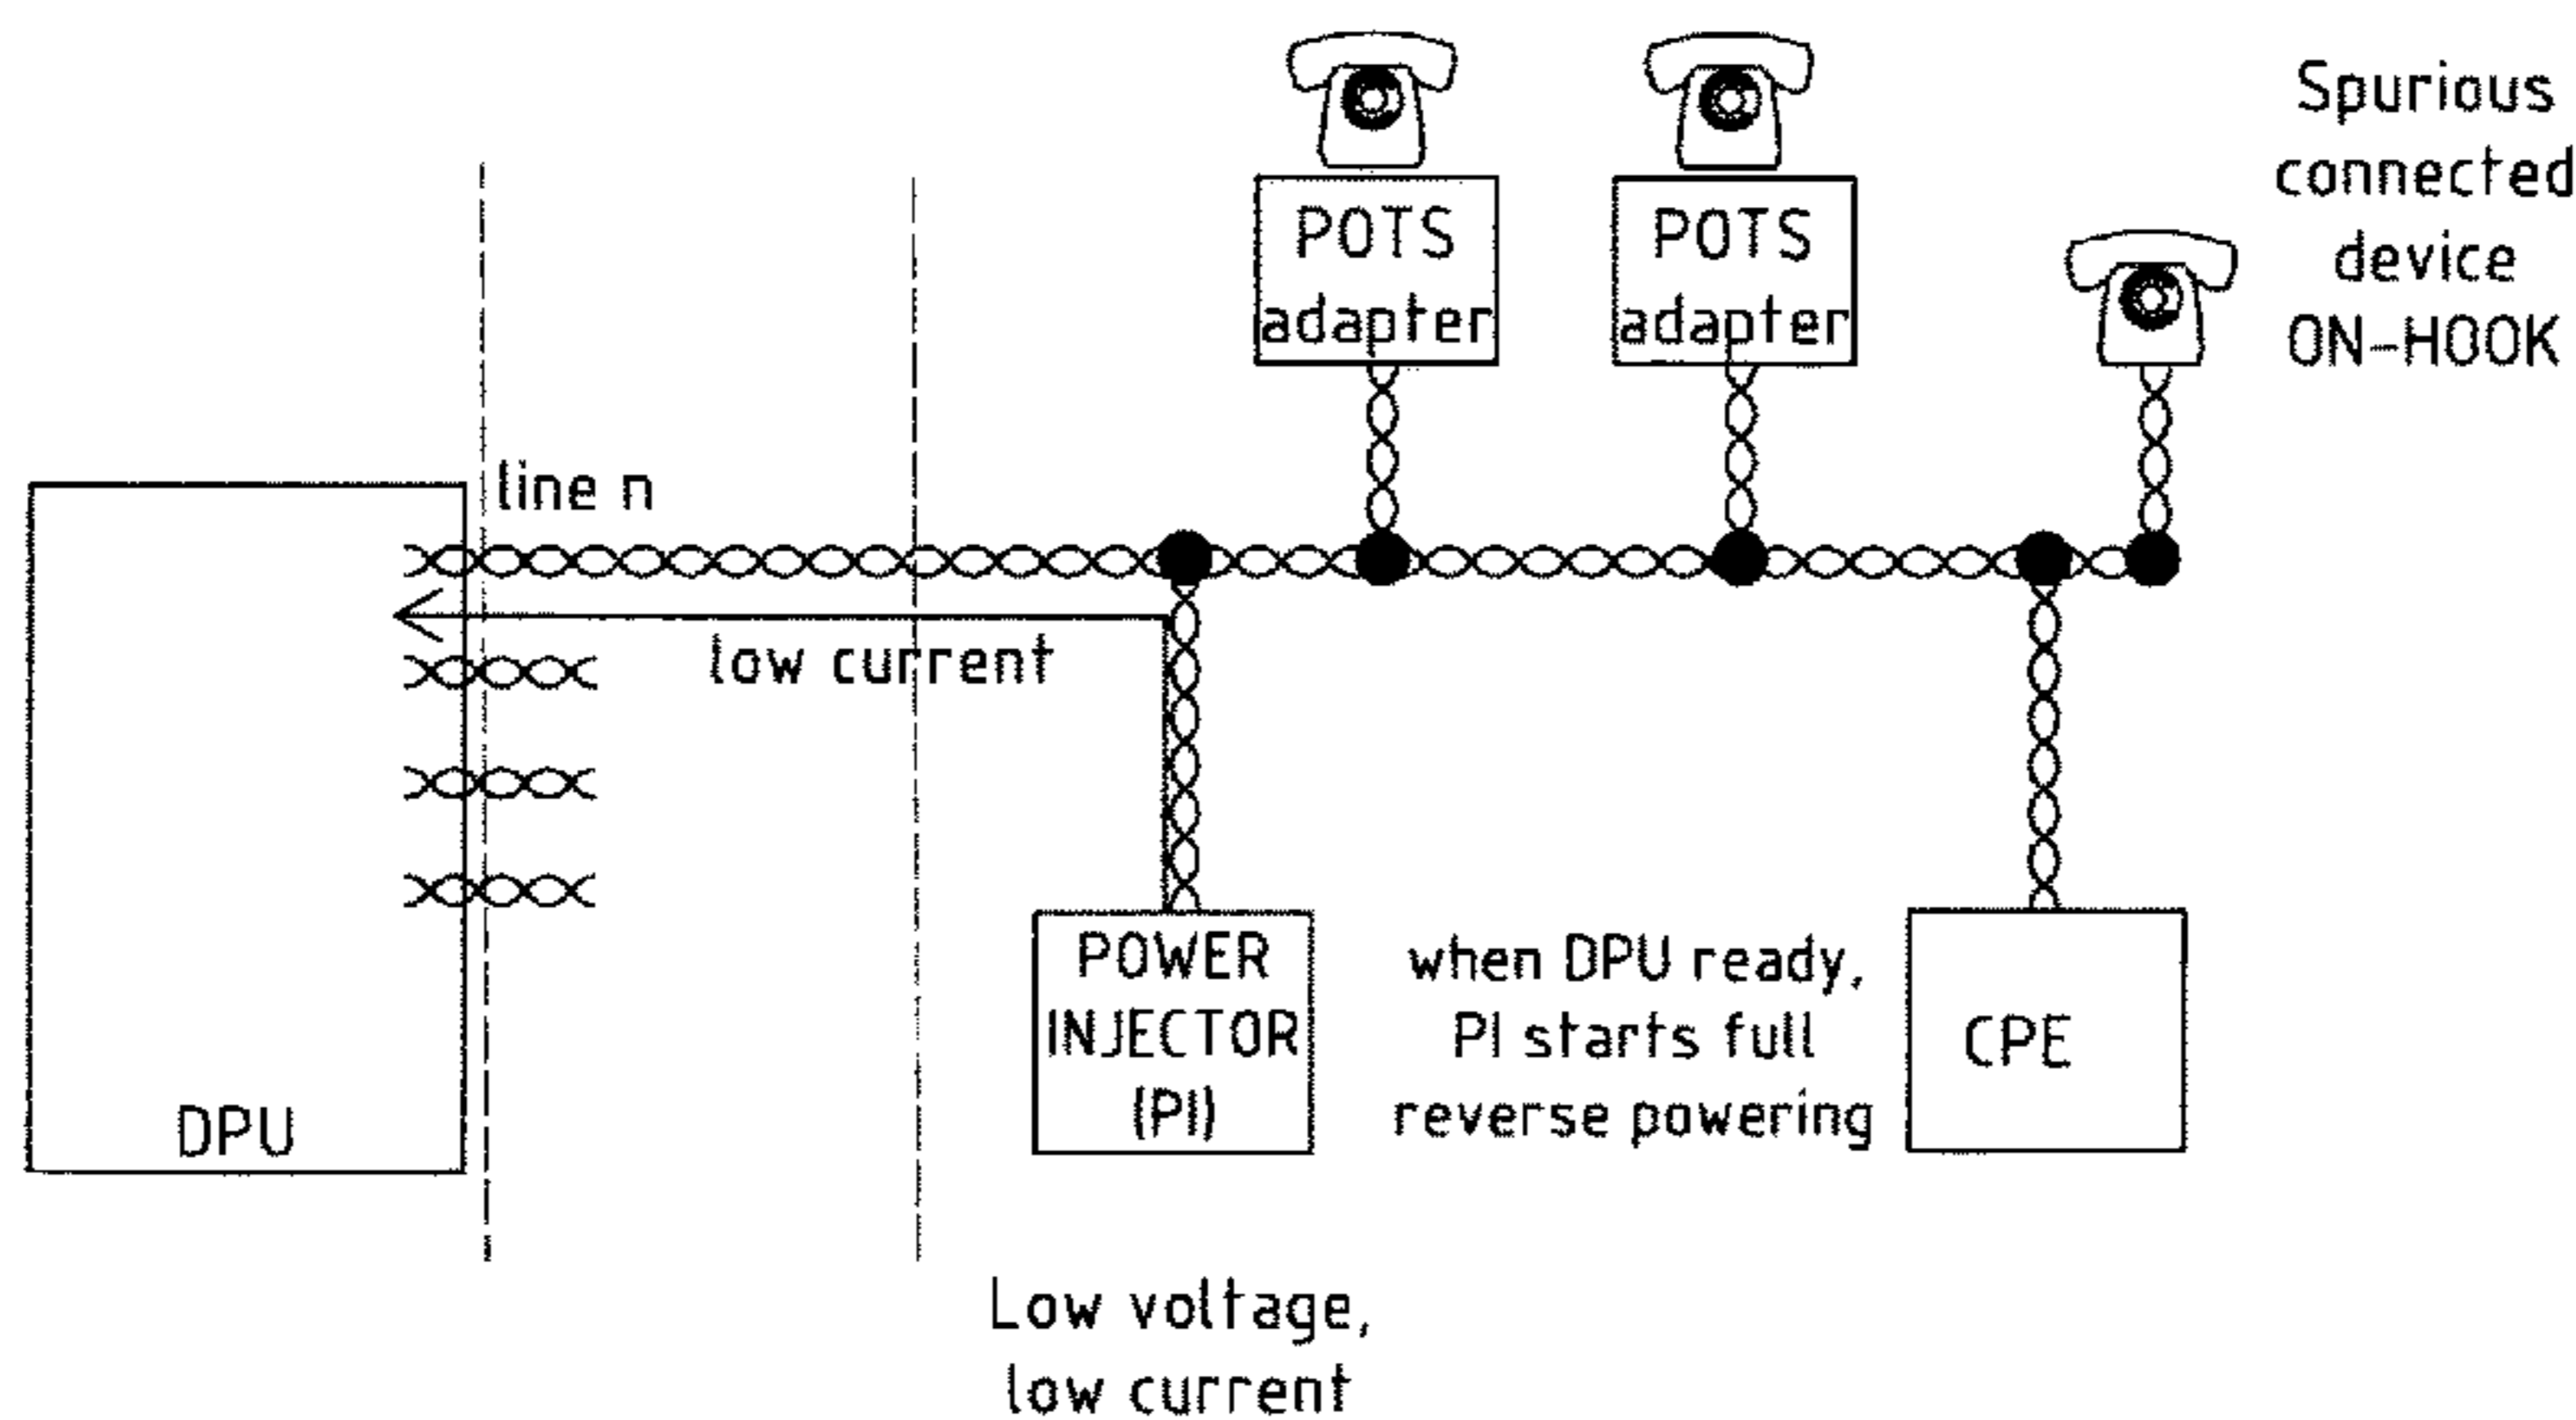 Spurious
connected
device
ON-HOOK
POTS
adapter
POTS
adapter
line n
low current
DPU
POWER
INJECTOR
(PI)
when DPU ready,
PI starts full
reverse powering
CPE
Low voltage,
low current